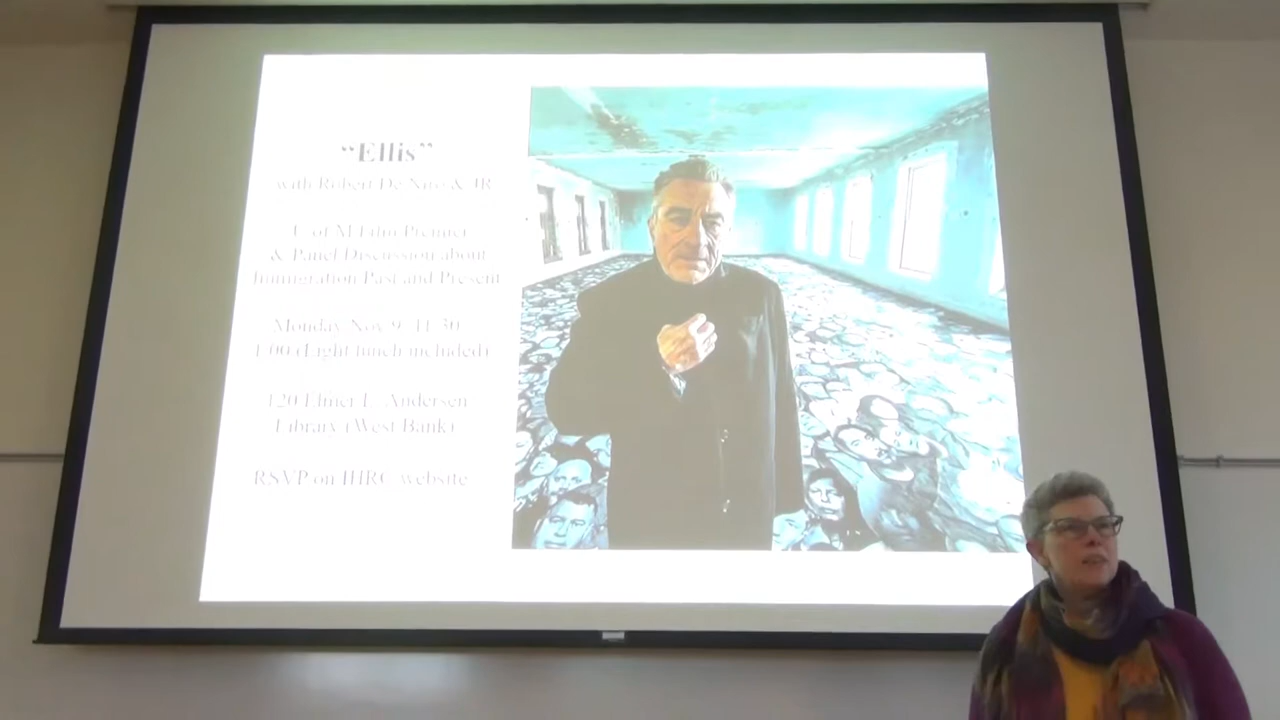 “Ellis”
with Robert De Niro & JR
U of M Film Premier
& Panel Discussion about
Immigration Past and Present
Monday Nov 9, 11:30
1:00 (Light lunch included)
120 Elmer L. Andersen
Library (West Bank)
RSVP on IHRC website